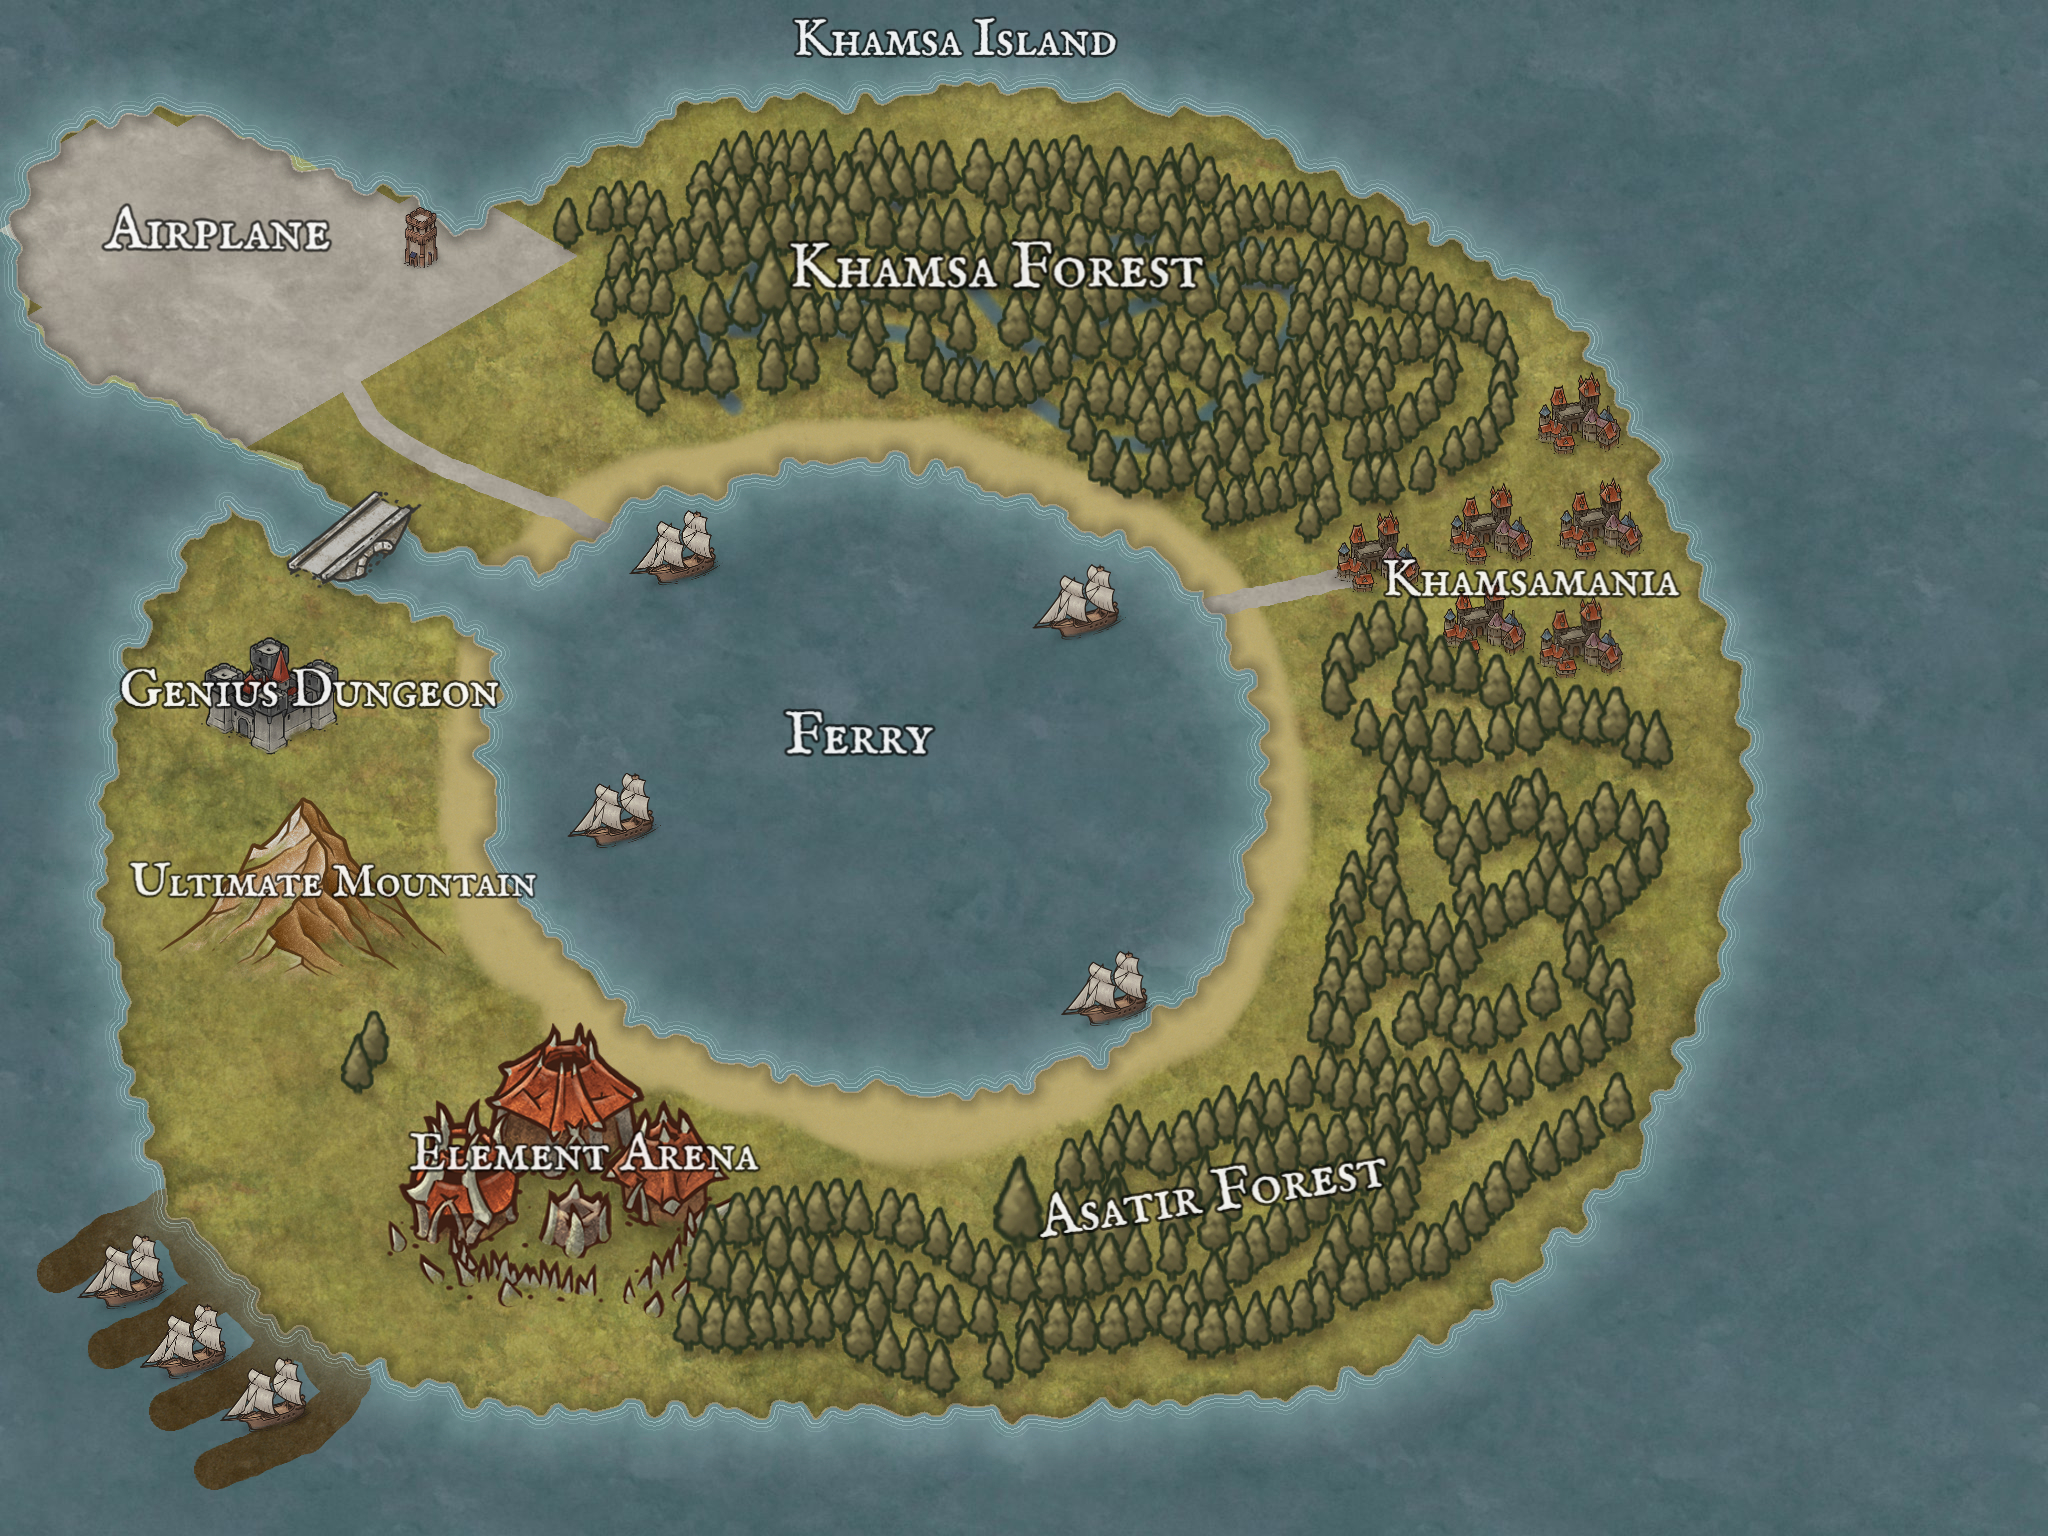 Khamsa Island
Airplane
Khamsa Forest
Khamsamania
Genius Dungeon
Ferry
Ultimate Mountain
Element Arena
Asatir Forest